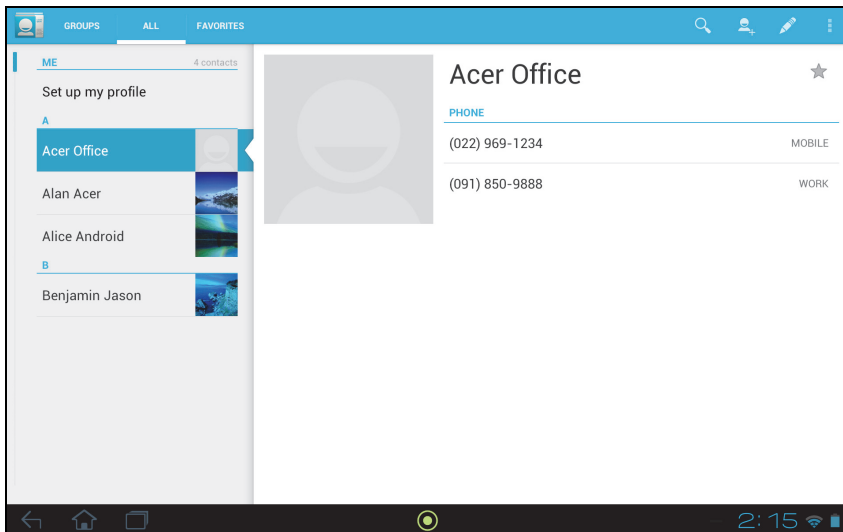 GROUPS ALL FAVORITES
ME 4 contacts
Set up my profile
A
Acer Office
Alan Acer
Alice Android
B
Benjamin Jason
Acer Office
PHONE
(022) 969-1234 MOBILE
(091) 850-9888 WORK
2:15